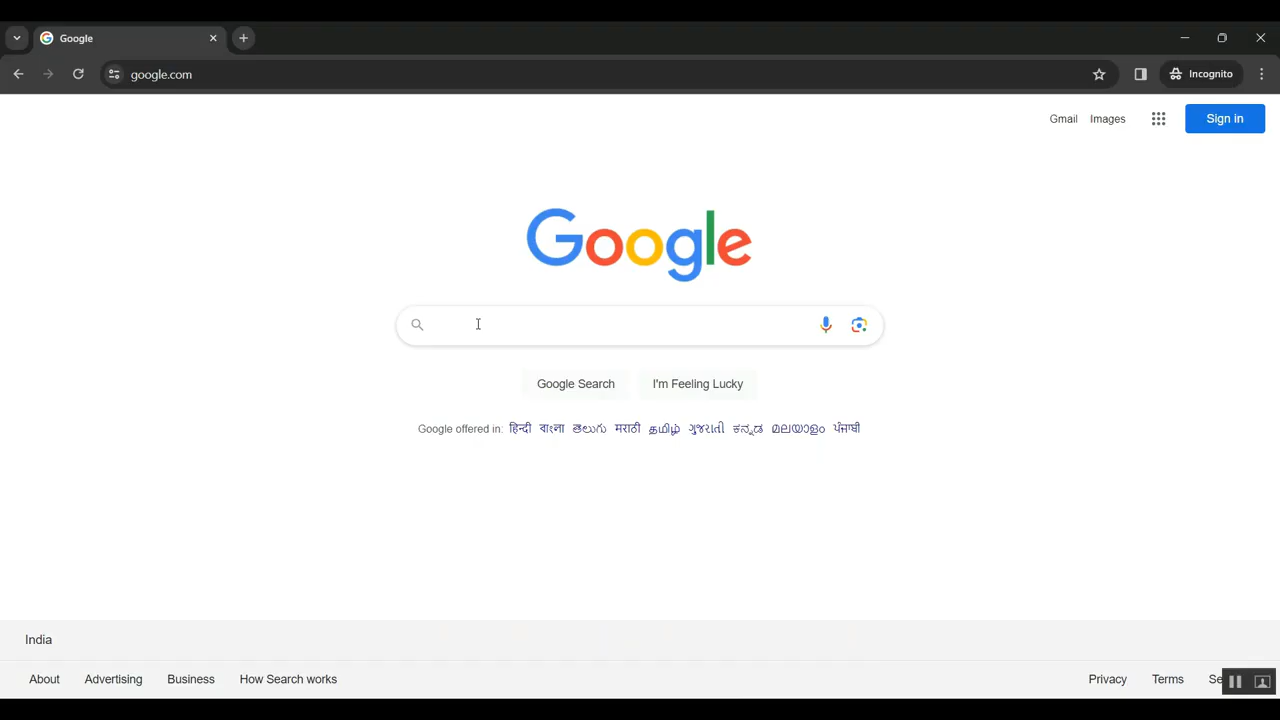 Google
google.com
Incognito
Gmail Images Sign in
Google
Google Search I'm Feeling Lucky
Google offered in: हिन्दी বাংলা తెలుగు मराठी தமிழ் ગુજરાતી ಕನ್ನಡ മലയാളം ਪੰਜਾਬੀ
India
About Advertising Business How Search works Privacy Terms